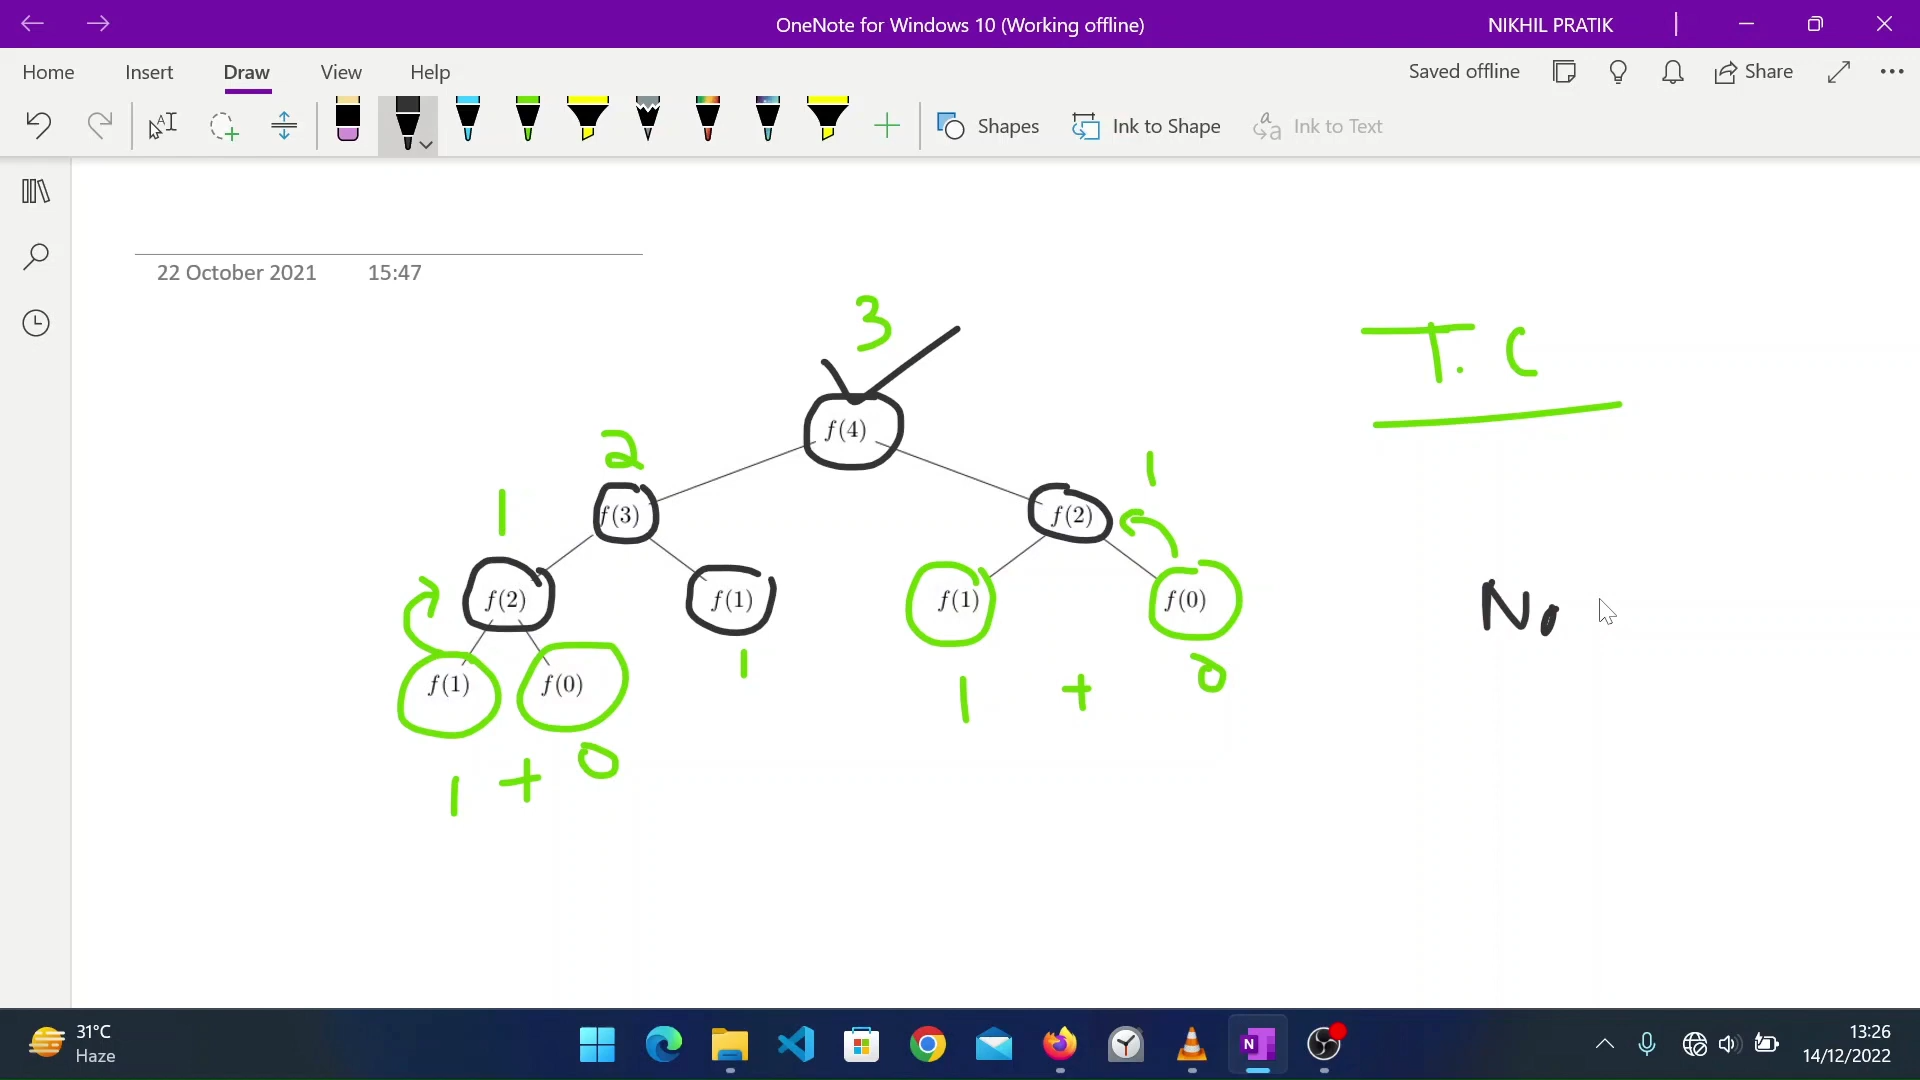 OneNote for Windows 10 (Working offline)
NIKHIL PRATIK
Home Insert Draw View Help
Saved offline Share
Shapes Ink to Shape Ink to Text
22 October 2021 15:47
3
T. C
f(4)
2
1
1
f(3)
f(2)
f(2)
f(1)
f(1)
f(0)
No
1
f(1)
f(0)
1 + 0
1 + 0
31°C
Haze
13:26
14/12/2022